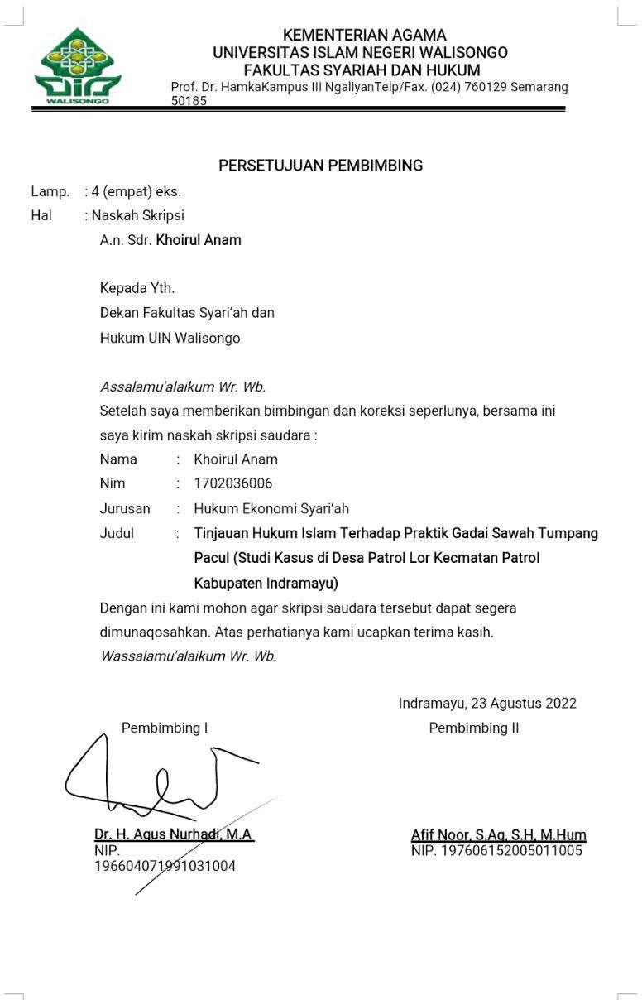 KEMENTERIAN AGAMA
UNIVERSITAS ISLAM NEGERI WALISONGO
FAKULTAS SYARIAH DAN HUKUM
Prof. Dr. HamkaKampus III NgaliyanTelp/Fax. (024) 760129 Semarang
50185
WALISONGO
PERSETUJUAN PEMBIMBING
Lamp. : 4 (empat) eks.
Hal : Naskah Skripsi
A.n. Sdr. Khoirul Anam
Kepada Yth.
Dekan Fakultas Syari'ah dan
Hukum UIN Walisongo
Assalamu'alaikum Wr. Wb.
Setelah saya memberikan bimbingan dan koreksi seperlunya, bersama ini
saya kirim naskah skripsi saudara :
Nama : Khoirul Anam
Nim : 1702036006
Jurusan : Hukum Ekonomi Syari'ah
Judul : Tinjauan Hukum Islam Terhadap Praktik Gadai Sawah Tumpang
Pacul (Studi Kasus di Desa Patrol Lor Kecmatan Patrol
Kabupaten Indramayu)
Dengan ini kami mohon agar skripsi saudara tersebut dapat segera
dimunaqosahkan. Atas perhatianya kami ucapkan terima kasih.
Wassalamu'alaikum Wr. Wb.
Indramayu, 23 Agustus 2022
Pembimbing I Pembimbing II
Dr. H. Agus Nurhadi, M.A Afif Noor, S.Ag, S.H, M.Hum
NIP. NIP. 197606152005011005
196604071991031004